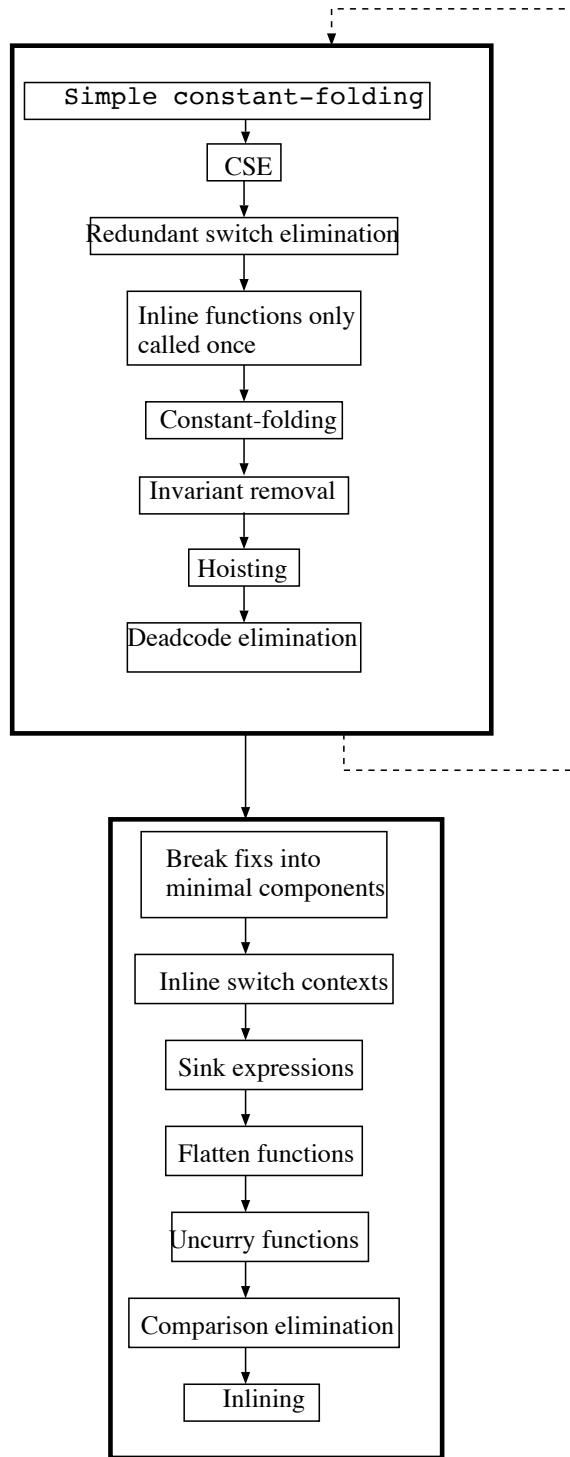 Simple constant-folding
CSE
Redundant switch elimination
Inline functions only
called once
Constant-folding
Invariant removal
Hoisting
Deadcode elimination
Break fixs into
minimal components
Inline switch contexts
Sink expressions
Flatten functions
Uncurry functions
Comparison elimination
Inlining